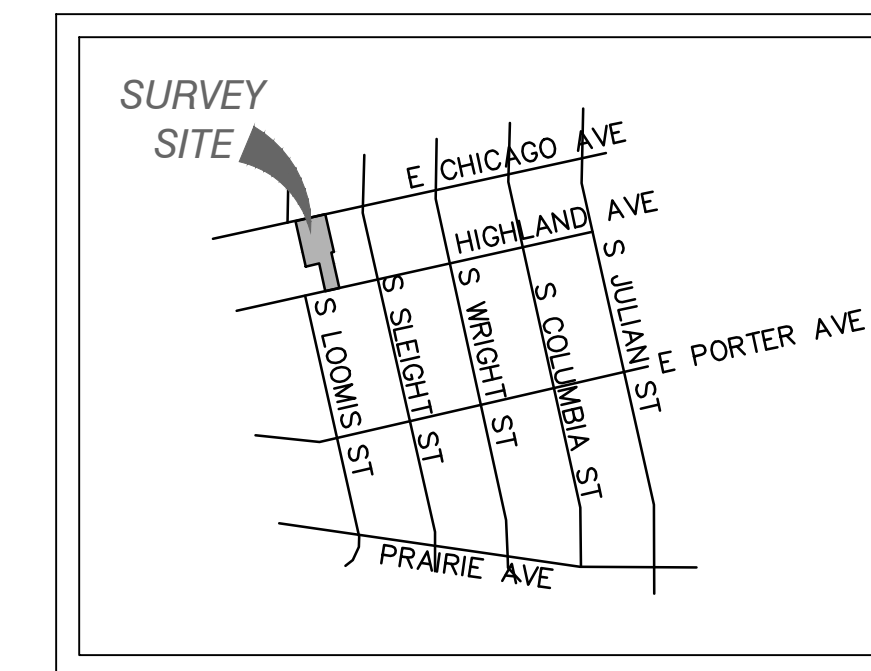 SURVEY
SITE
E CHICAGO AVE
HIGHLAND AVE
S LOOMIS ST
S SLEIGHT ST
S WRIGHT ST
S COLUMBIA ST
S JULIAN ST
E PORTER AVE
PRAIRIE AVE